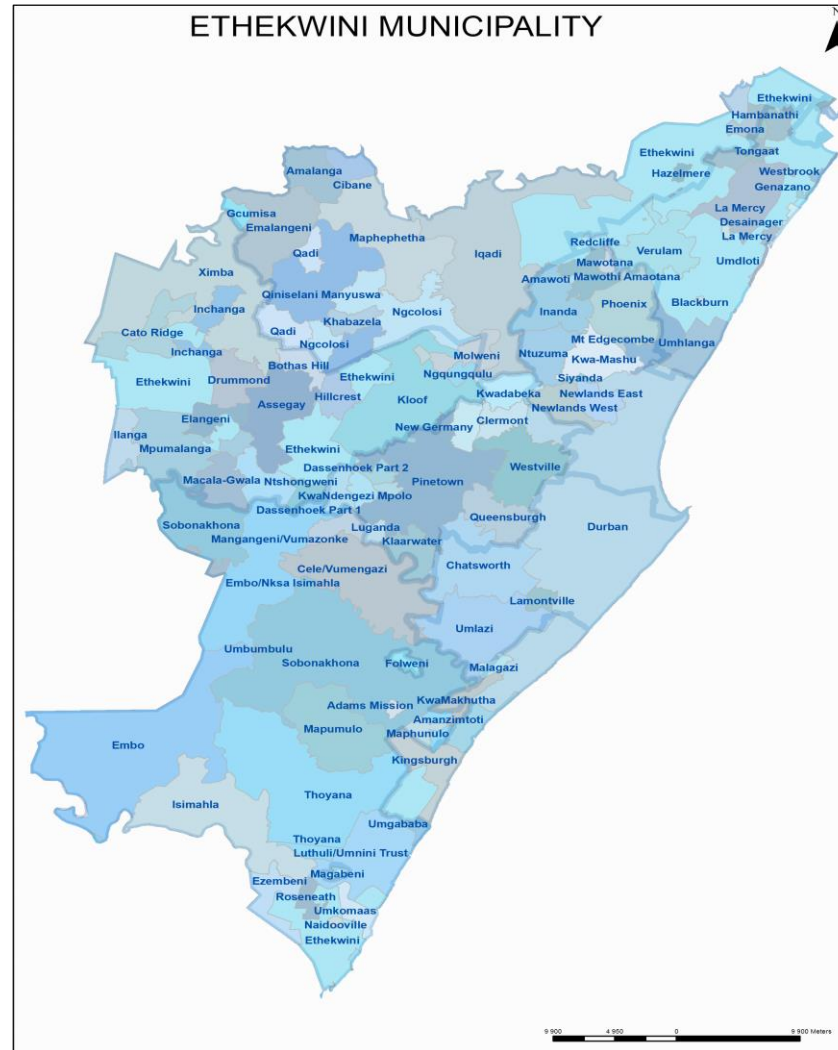 ETHEKWINI MUNICIPALITY
N
Ethekwini
Hambanathi
Emona
Ethekwini
Tongaat
Hazelmere
Westbrook
Genazano
Amalanga
Cibane
La Mercy
Gcumisa
Desainager
Emalangeni
La Mercy
Maphephetha
Redcliffe
Qadi
Iqadi
Verulam
Umdloti
Mawotana
Ximba
Amawoti
Mawothi Amaotana
Qiniselani Manyuswa
Phoenix
Blackburn
Inchanga
Ngcolosi
Inanda
Khabazela
Cato Ridge
Qadi
Mt Edgecombe
Ngcolosi
Umhlanga
Inchanga
Molweni
Ntuzuma
Kwa-Mashu
Bothas Hill
Ngqungqulu
Ethekwini
Drummond
Ethekwini
Siyanda
Hillcrest
Kloof
Kwadabeka
Newlands East
Assegay
Newlands West
Elangeni
Clermont
Ilanga
New Germany
Mpumalanga
Ethekwini
Dassenhoek Part 2
Westville
Macala-Gwala
Ntshongweni
Pinetown
KwaNdengezi Mpolo
Dassenhoek Part 1
Queensburgh
Sobonakhona
Luganda
Durban
Mangangeni/Vumazonke
Klaarwater
Cele/Vumengazi
Chatsworth
Embo/Nksa Isimahla
Lamontville
Umlazi
Umbumbulu
Sobonakhona
Folweni
Malagazi
Adams Mission
KwaMakhutha
Amanzimtoti
Mapumulo
Maphunulo
Embo
Kingsburgh
Thoyana
Isimahla
Umgababa
Thoyana
Luthuli/Umnini Trust
Magabeni
Ezembeni
Roseneath
Umkomaas
Naidooville
Ethekwini
9 900 4 950 0 9 900 Meters